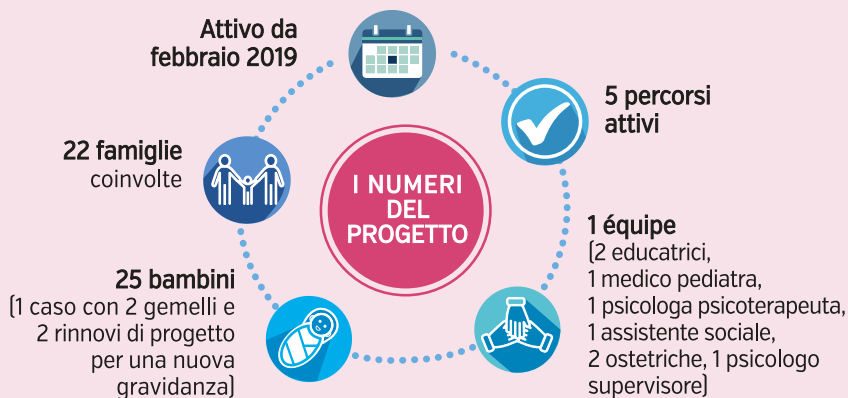 Attivo da
febbraio 2019
5 percorsi
attivi
22 famiglie
coinvolte
I NUMERI
DEL
PROGETTO
1 équipe
(2 educatrici,
1 medico pediatra,
1 psicologa psicoterapeuta,
1 assistente sociale,
2 ostetriche, 1 psicologo
supervisore)
25 bambini
(1 caso con 2 gemelli e
2 rinnovi di progetto
per una nuova
gravidanza)